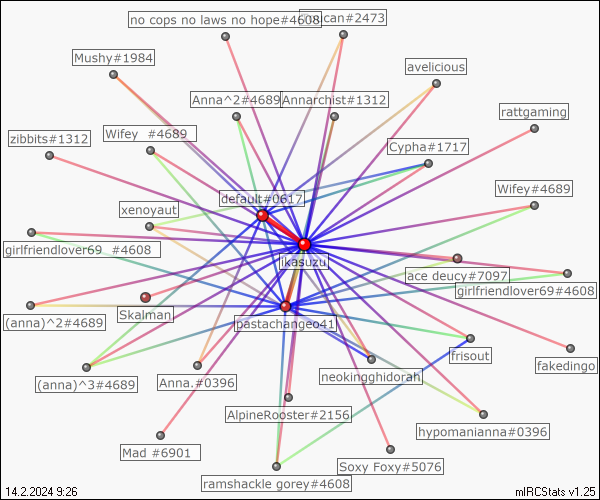 no cops no laws no hope#4608
can#2473
Mushy#1984
avelicious
Anna^2#4689
Annarchist#1312
rattgaming
zibbits#1312
Wifey #4689
Cypha#1717
default#0617
Wifey#4689
xenoyaut
girlfriendlover69 #4608
ikasuzu
ace deucy#7097
girlfriendlover69#4608
Skalman
(anna)^2#4689
pastachangeo41
frisout
fakedingo
(anna)^3#4689
Anna.#0396
neokingghidorah
AlpineRooster#2156
hypomanianna#0396
Mad #6901
Soxy Foxy#5076
ramshackle gorey#4608
14.2.2024 9:26
mIRCStats v1.25